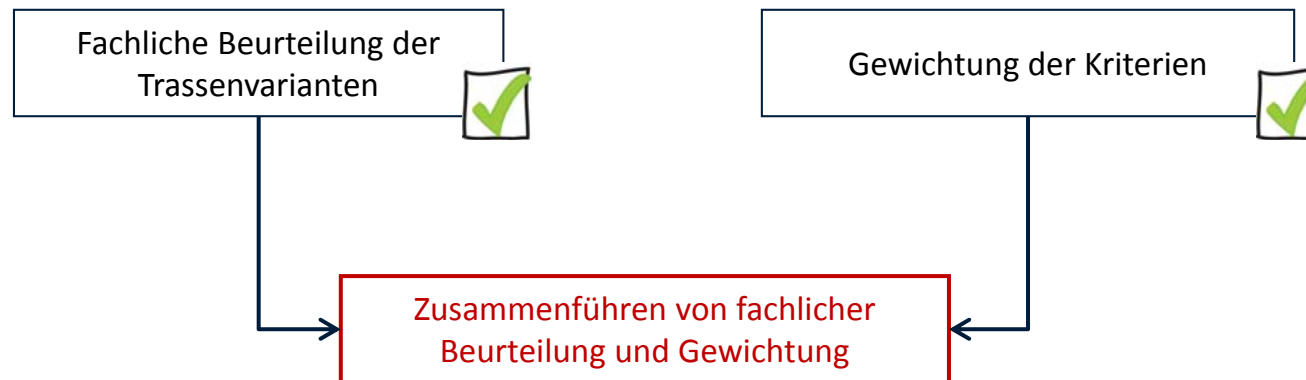 Fachliche Beurteilung der
Trassenvarianten
Gewichtung der Kriterien
Zusammenführen von fachlicher
Beurteilung und Gewichtung